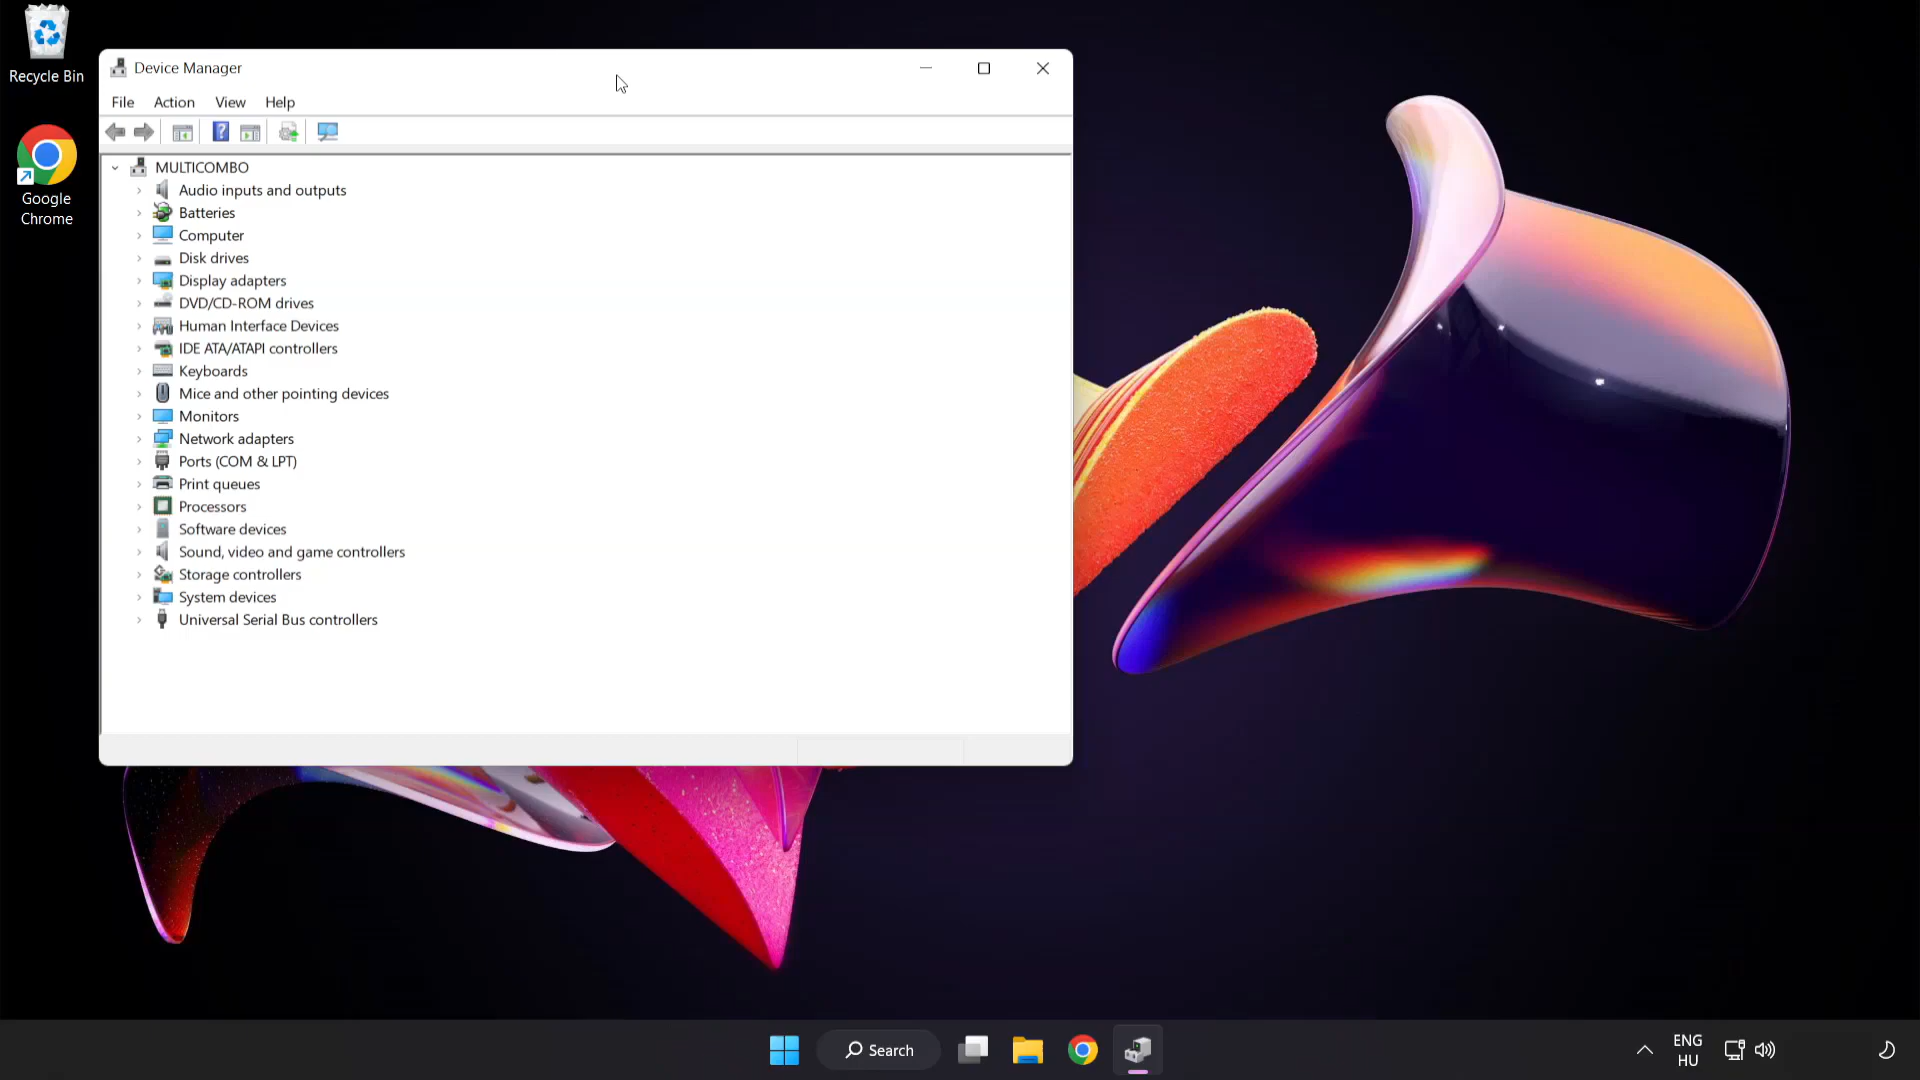 Recycle Bin
Google
Chrome
Device Manager
File Action View Help
?
MULTICOMBO
Audio inputs and outputs
Batteries
Computer
Disk drives
Display adapters
DVD/CD-ROM drives
Human Interface Devices
IDE ATA/ATAPI controllers
Keyboards
Mice and other pointing devices
Monitors
Network adapters
Ports (COM & LPT)
Print queues
Processors
Software devices
Sound, video and game controllers
Storage controllers
System devices
Universal Serial Bus controllers
Search
ENG
HU